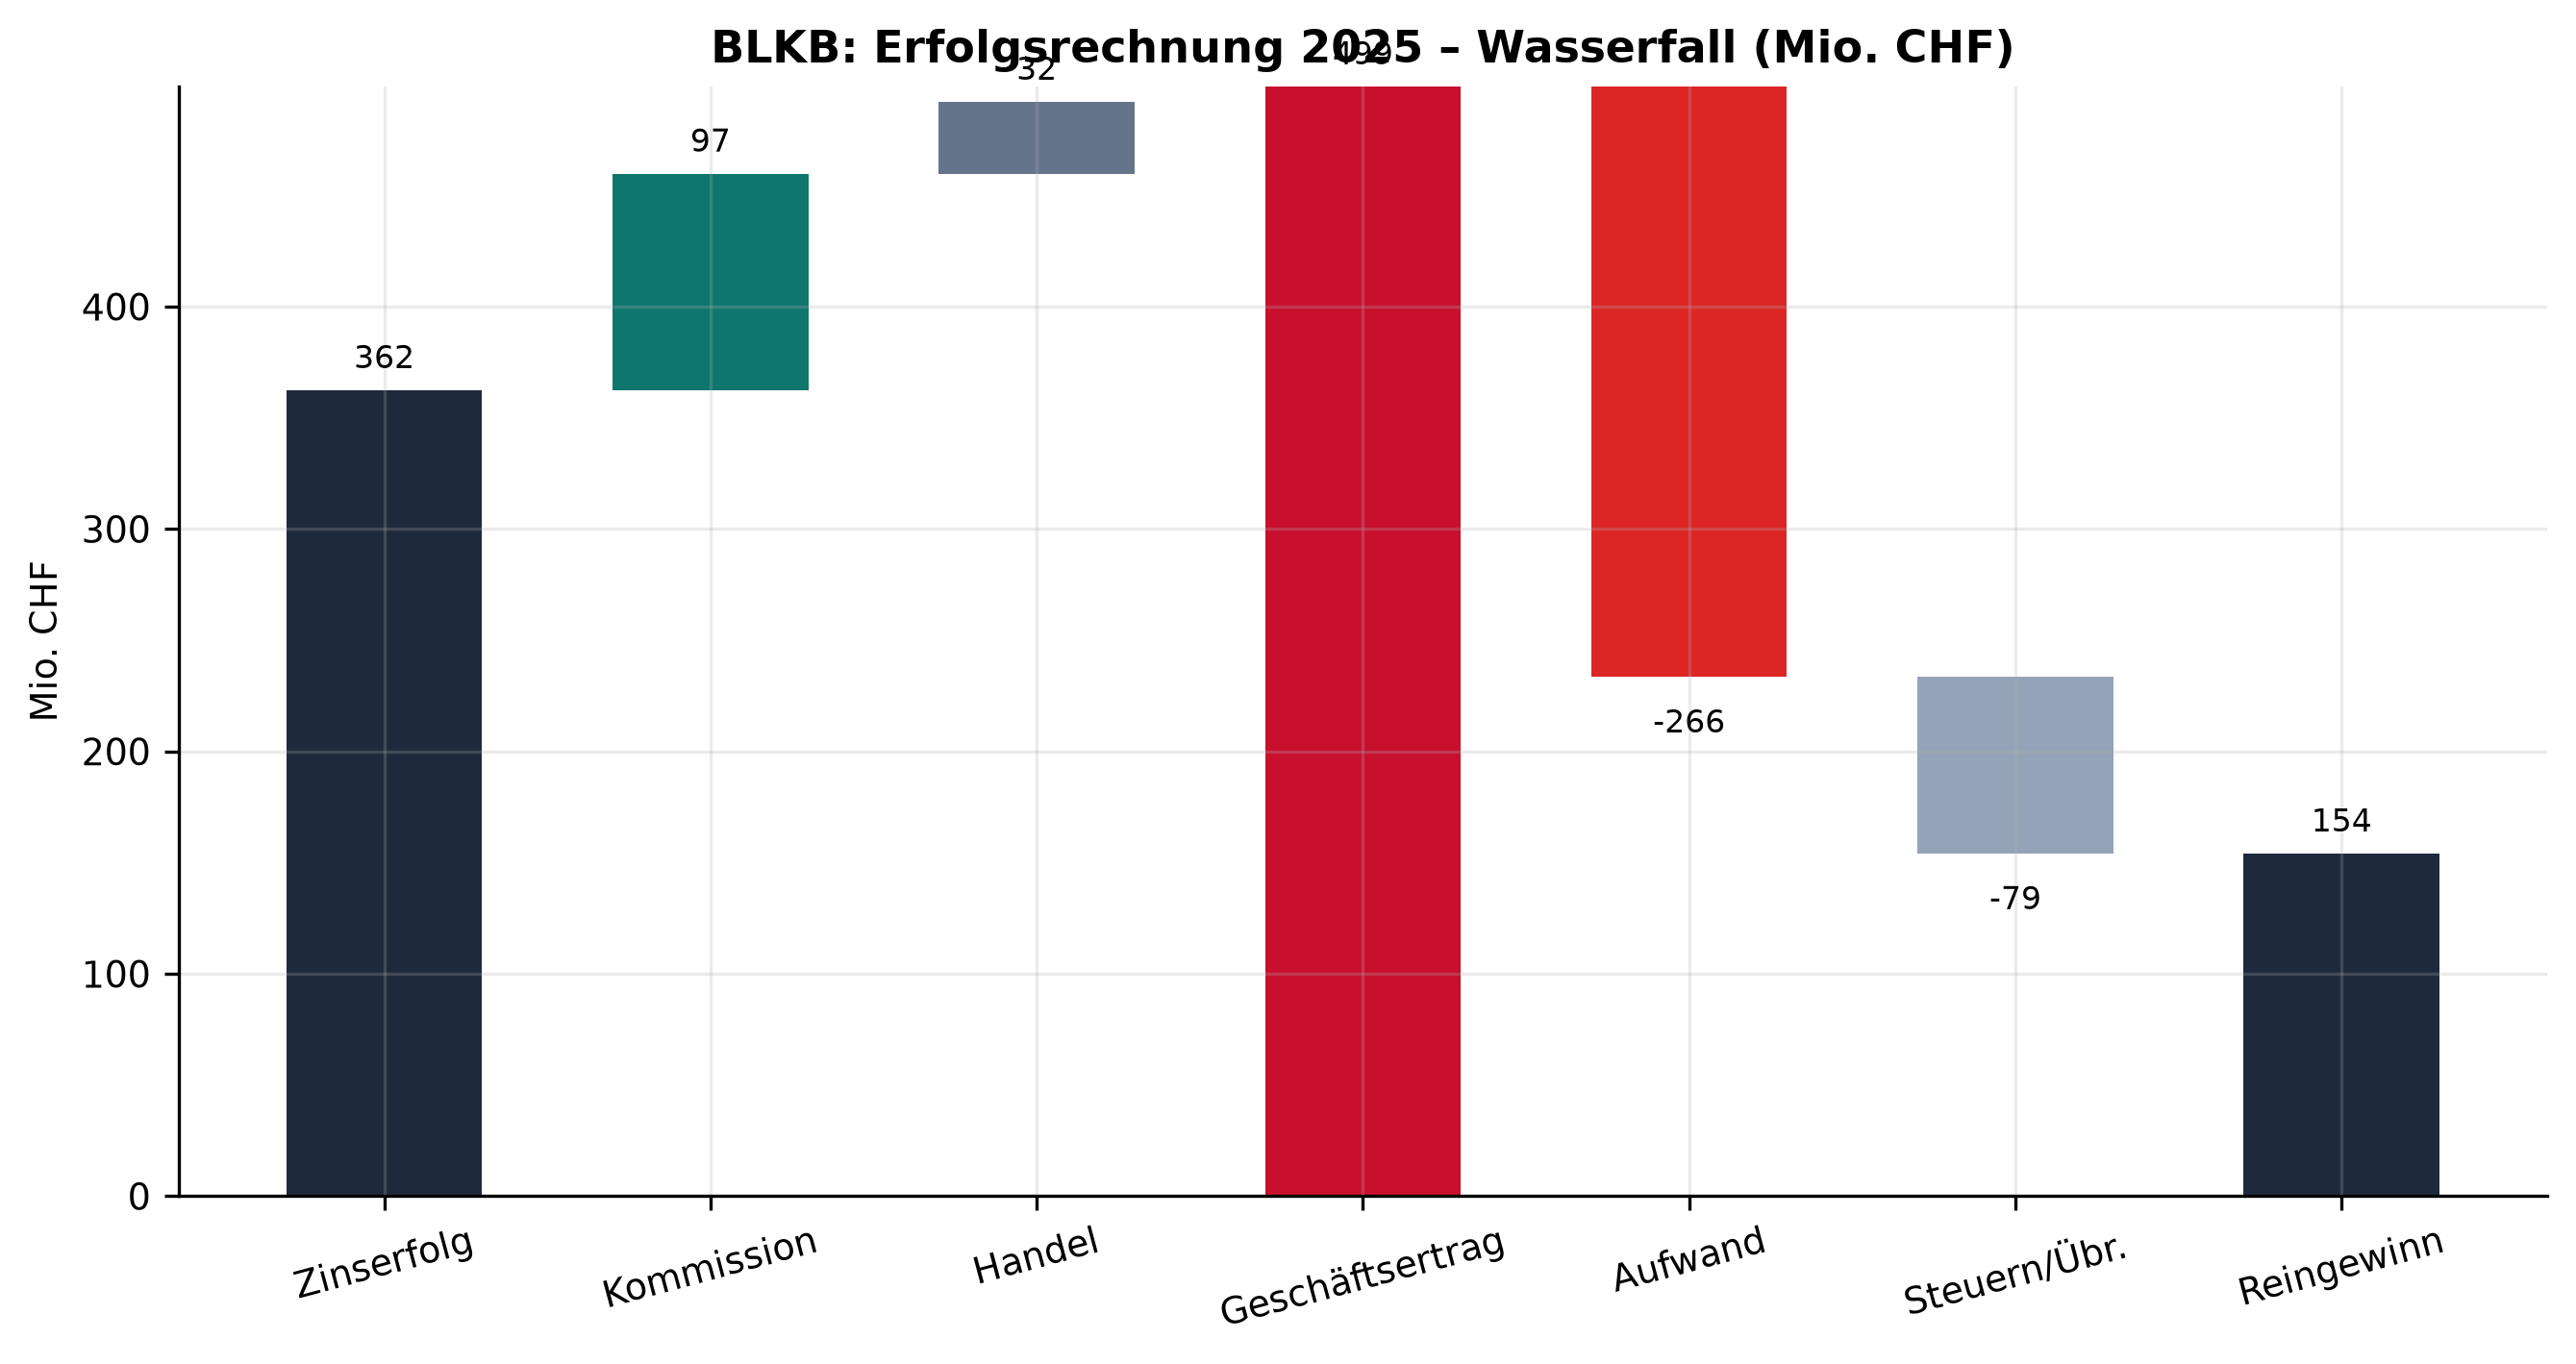 BLKB: Erfolgsrechnung 2025 – Wasserfall (Mio. CHF)
32
499
97
400
362
300
Mio. CHF
-266
200
154
-79
100
0
Zinserfolg
Kommission
Handel
Geschäftsertrag
Aufwand
Steuern/Übr.
Reingewinn